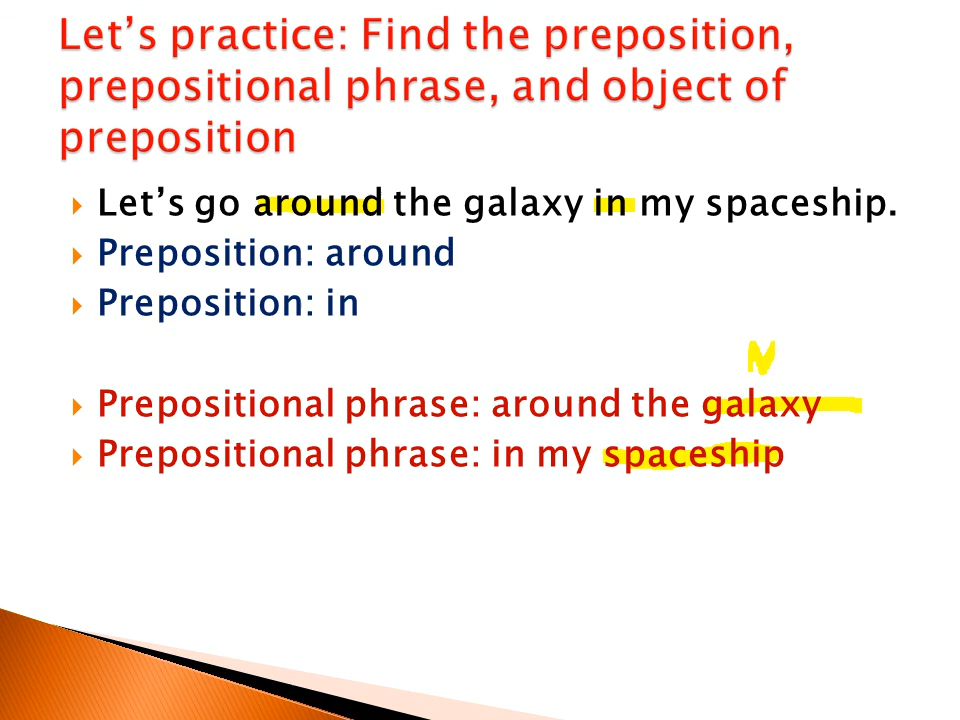 Let’s practice: Find the preposition,
prepositional phrase, and object of
preposition
Let’s go around the galaxy in my spaceship.
Preposition: around
Preposition: in
N
Prepositional phrase: around the galaxy
Prepositional phrase: in my spaceship